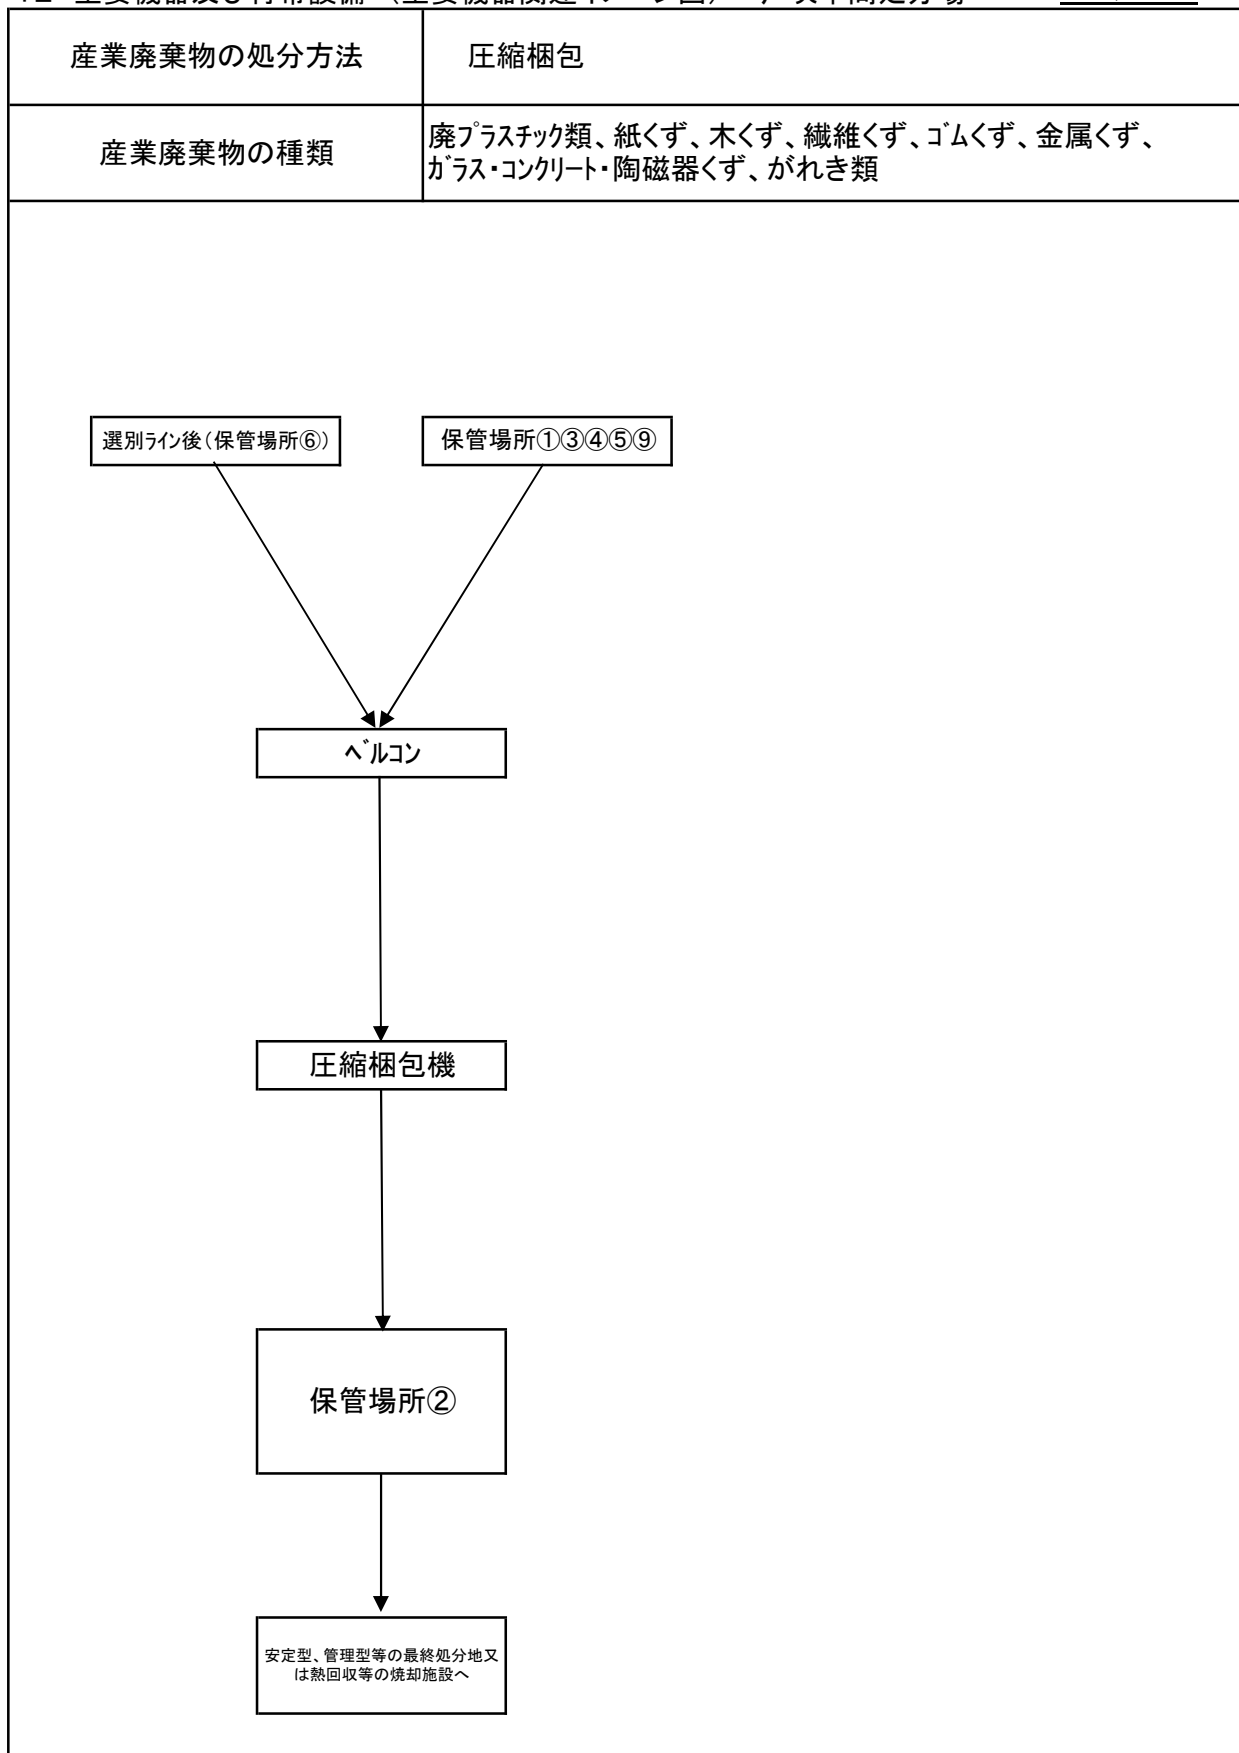 産業廃棄物の処分方法
圧縮梱包
産業廃棄物の種類
廃プラスチック類、紙くず、木くず、繊維くず、ゴムくず、金属くず、
ガラス・コンクリート・陶磁器くず、がれき類
選別ライン後(保管場所⑥)
保管場所①③④⑤⑨
ベルコン
圧縮梱包機
保管場所②
安定型、管理型等の最終処分地又
は熱回収等の焼却施設へ